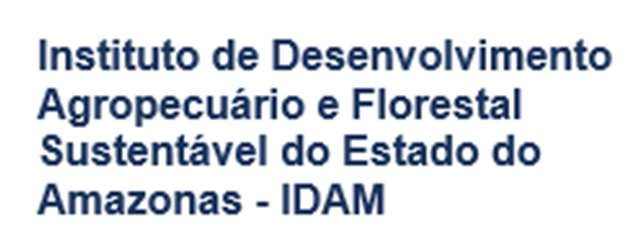 Instituto de Desenvolvimento
Agropecuário e Florestal
Sustentável do Estado do
Amazonas - IDAM